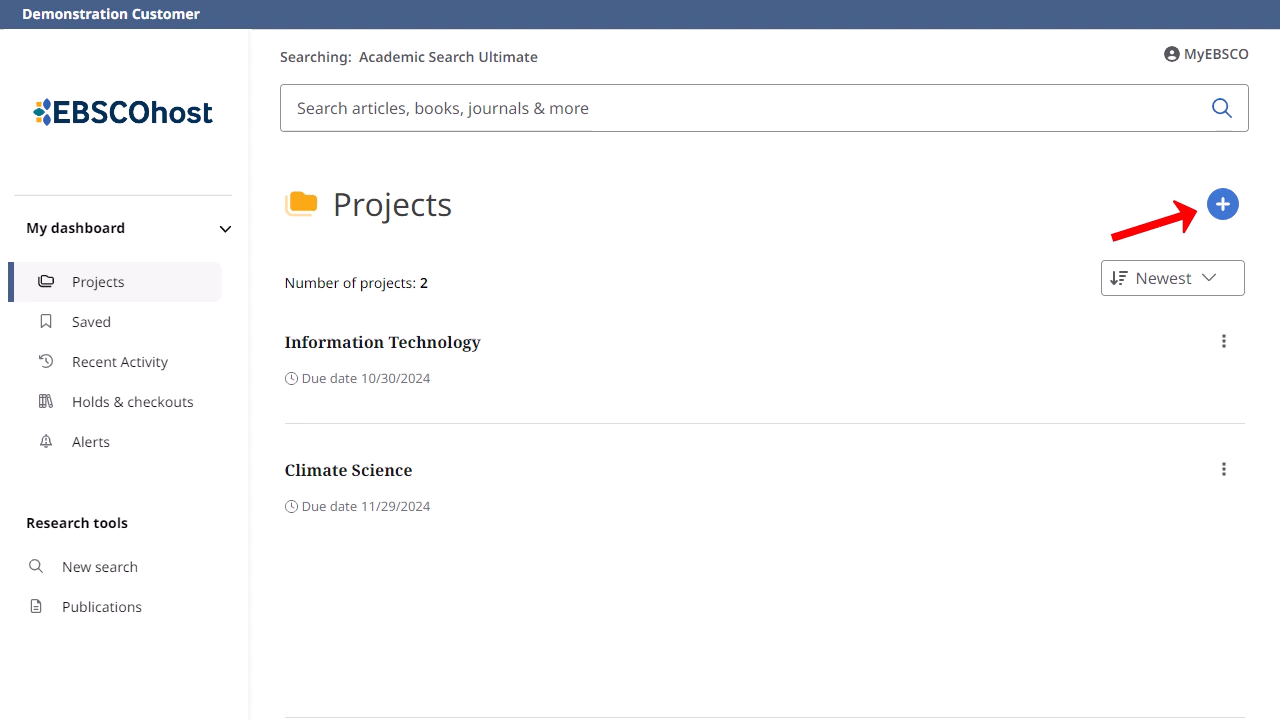 Demonstration Customer
Searching: Academic Search Ultimate
MyEBSCO
EBSCOhost
Search articles, books, journals & more
Projects
My dashboard
Projects
Saved
Recent Activity
Holds & checkouts
Alerts
Research tools
New search
Publications
Number of projects: 2
Newest
Information Technology
Due date 10/30/2024
Climate Science
Due date 11/29/2024